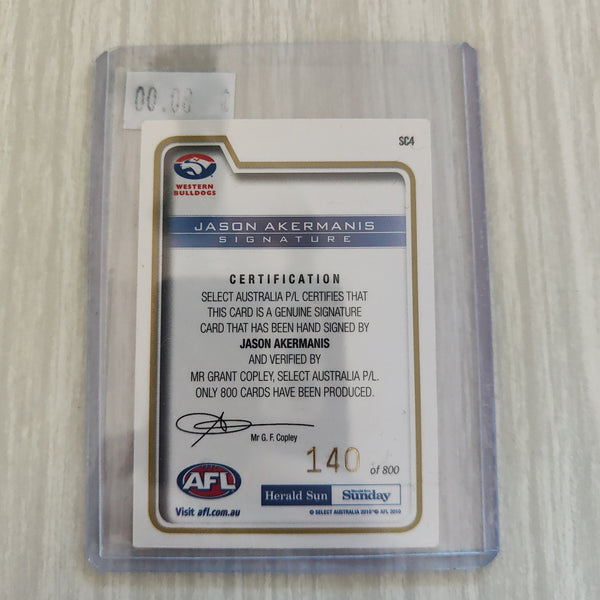 00.06
SC4
WESTERN
BULLDOGS
JASON AKERMANIS
SIGNATURE
CERTIFICATION
SELECT AUSTRALIA P/L CERTIFIES THAT
THIS CARD IS A GENUINE SIGNATURE
CARD THAT HAS BEEN HAND SIGNED BY
JASON AKERMANIS
AND VERIFIED BY
MR GRANT COPLEY, SELECT AUSTRALIA P/L.
ONLY 800 CARDS HAVE BEEN PRODUCED.
Mr G. F. Copley
140 of 800
AFL
Visit afl.com.au
Herald Sun
Sunday
© SELECT AUSTRALIA 2010 ™© AFL 2010